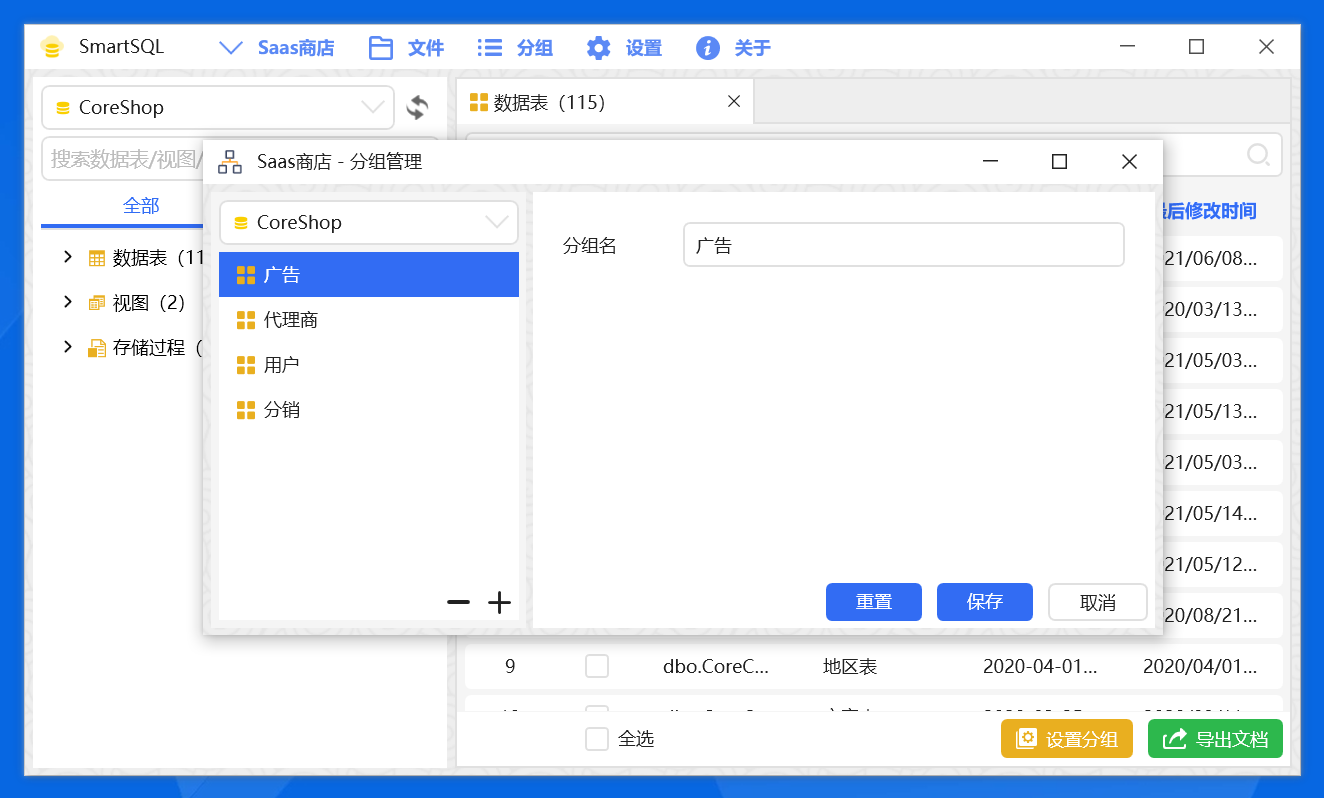 SmartSQL Saas商店 文件 分组 设置 关于
CoreShop
数据表（115）
搜索数据表/视图/
全部
数据表（11
视图（2）
存储过程（
Saas商店 - 分组管理
CoreShop
广告
代理商
用户
分销
分组名 广告
重置 保存 取消
后修改时间
21/06/08...
20/03/13...
21/05/03...
21/05/13...
21/05/03...
21/05/14...
21/05/12...
20/08/21...
9 dbo.CoreC... 地区表 2020-04-01... 2020/04/01...
全选 设置分组 导出文档